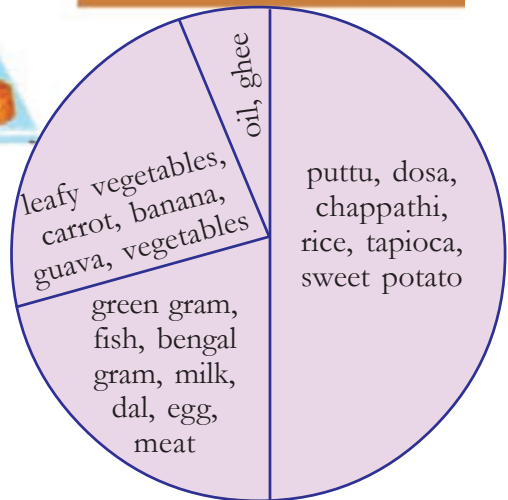 oil, ghee
leafy vegetables,
carrot, banana,
guava, vegetables
puttu, dosa,
chappathi,
rice, tapioca,
sweet potato
green gram,
fish, bengal
gram, milk,
dal, egg,
meat